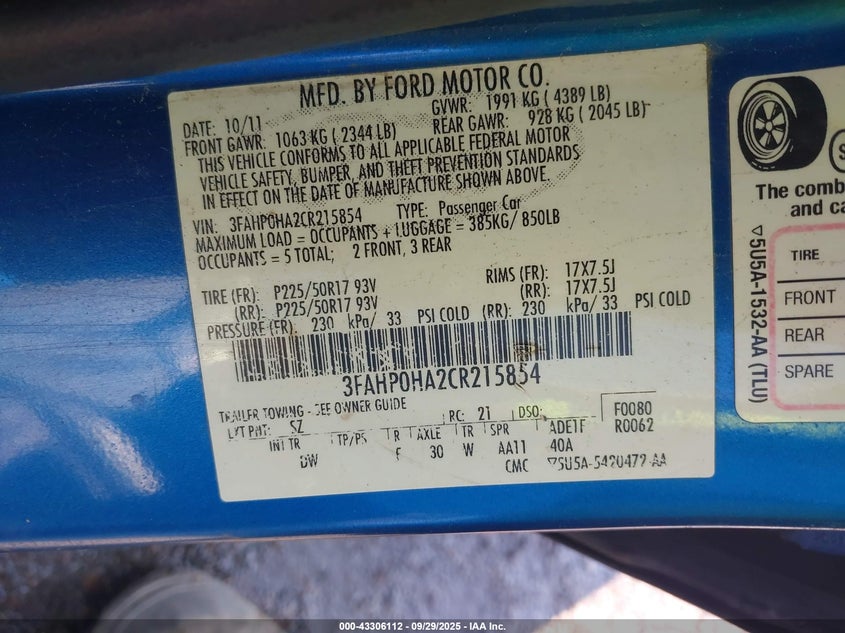 MFD. BY FORD MOTOR CO.
DATE: 10/11
GVWR: 1991 KG ( 4389 LB)
FRONT GAWR: 1063 KG ( 2344 LB)
REAR GAWR: 928 KG ( 2045 LB)
THIS VEHICLE CONFORMS TO ALL APPLICABLE FEDERAL MOTOR
VEHICLE SAFETY, BUMPER, AND THEFT PREVENTION STANDARDS
IN EFFECT ON THE DATE OF MANUFACTURE SHOWN ABOVE.
VIN: 3FAHP0HA2CR215854 TYPE: Passenger Car
MAXIMUM LOAD = OCCUPANTS + LUGGAGE = 385KG/ 850LB
OCCUPANTS = 5 TOTAL; 2 FRONT, 3 REAR
TIRE (FR): P225/50R17 93V RIMS (FR): 17X7.5J
(RR): P225/50R17 93V (RR): 17X7.5J
PRESSURE (FR): 230 kPa/ 33 PSI COLD (RR): 230 kPa/ 33 PSI COLD
3FAHP0HA2CR215854
TRAILER TOWING - SEE OWNER GUIDE
EXT PNT: SZ RC: 21 DSO: F0080
INT TR TP/PS R AXLE TR SPR ADE1F R0062
DW F 30 W AA11 40A
CMC ▽5U5A-5420472-AA
The comb
and ca
▽5U5A-1532-AA (TLU)
TIRE
FRONT
REAR
SPARE
000-43306112 - 09/29/2025 - IAA Inc.